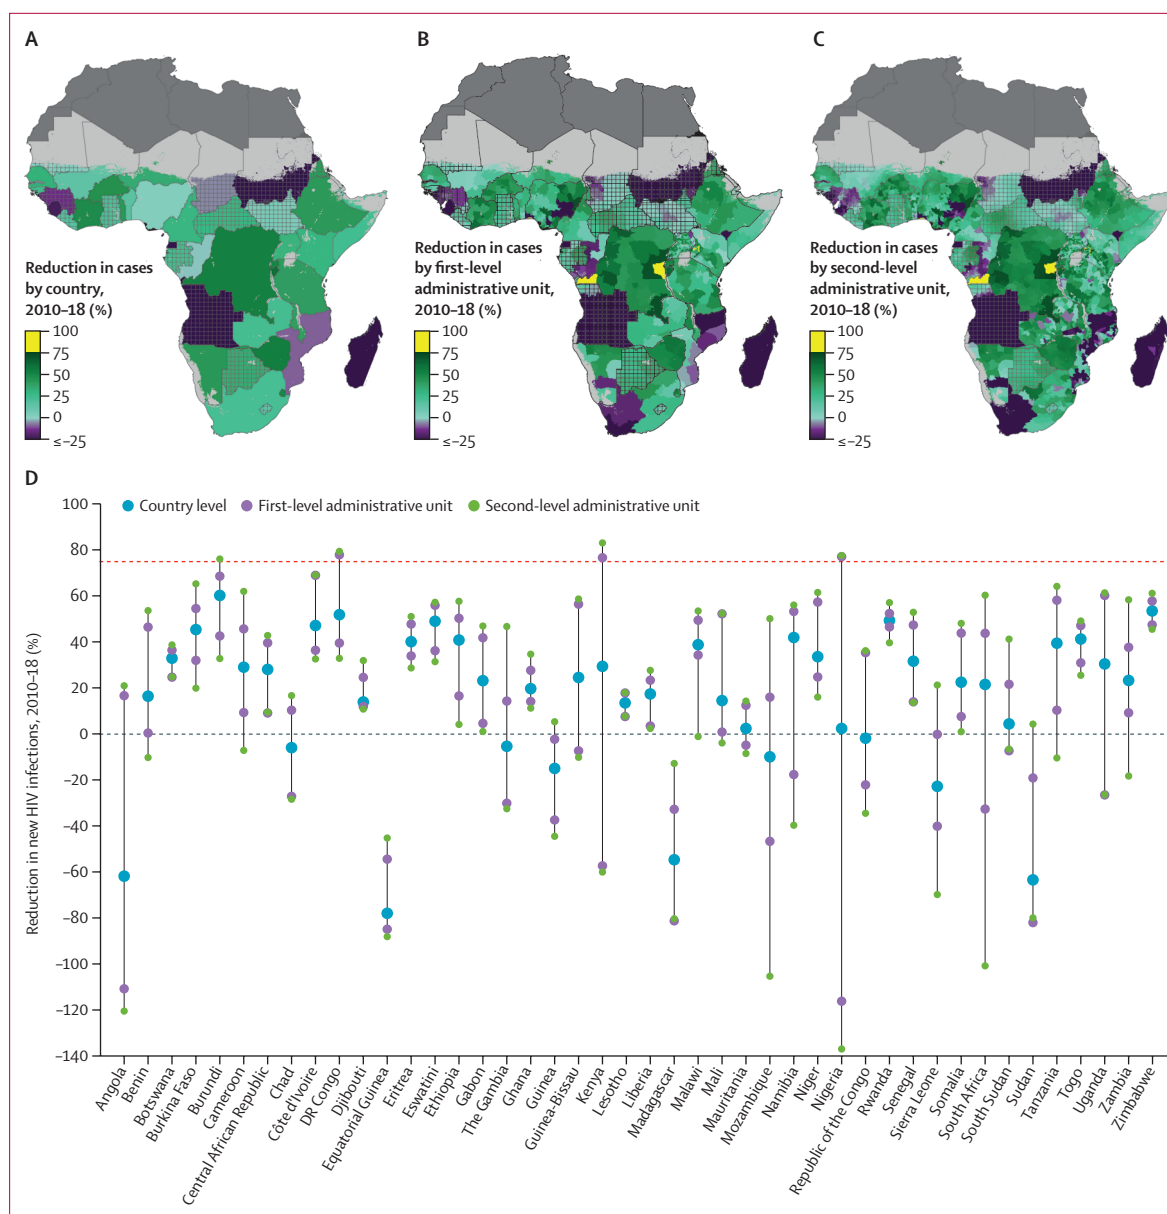 A
B
C
Reduction in cases
by country,
2010–18 (%)
100
75
50
25
0
≤–25
Reduction in cases
by first-level
administrative unit,
2010–18 (%)
100
75
50
25
0
≤–25
Reduction in cases
by second-level
administrative unit,
2010–18 (%)
100
75
50
25
0
≤–25
D
Country level
First-level administrative unit
Second-level administrative unit
Reduction in new HIV infections, 2010–18 (%)
100
80
60
40
20
0
–20
–40
–60
–80
–100
–120
–140
Angola
Benin
Botswana
Burkina Faso
Burundi
Cameroon
Central African Republic
Chad
Côte d'Ivoire
DR Congo
Djibouti
Equatorial Guinea
Eritrea
Eswatini
Ethiopia
Gabon
The Gambia
Ghana
Guinea
Guinea-Bissau
Kenya
Lesotho
Liberia
Madagascar
Malawi
Mali
Mauritania
Mozambique
Namibia
Niger
Nigeria
Republic of the Congo
Rwanda
Senegal
Sierra Leone
Somalia
South Africa
South Sudan
Sudan
Tanzania
Togo
Uganda
Zambia
Zimbabwe